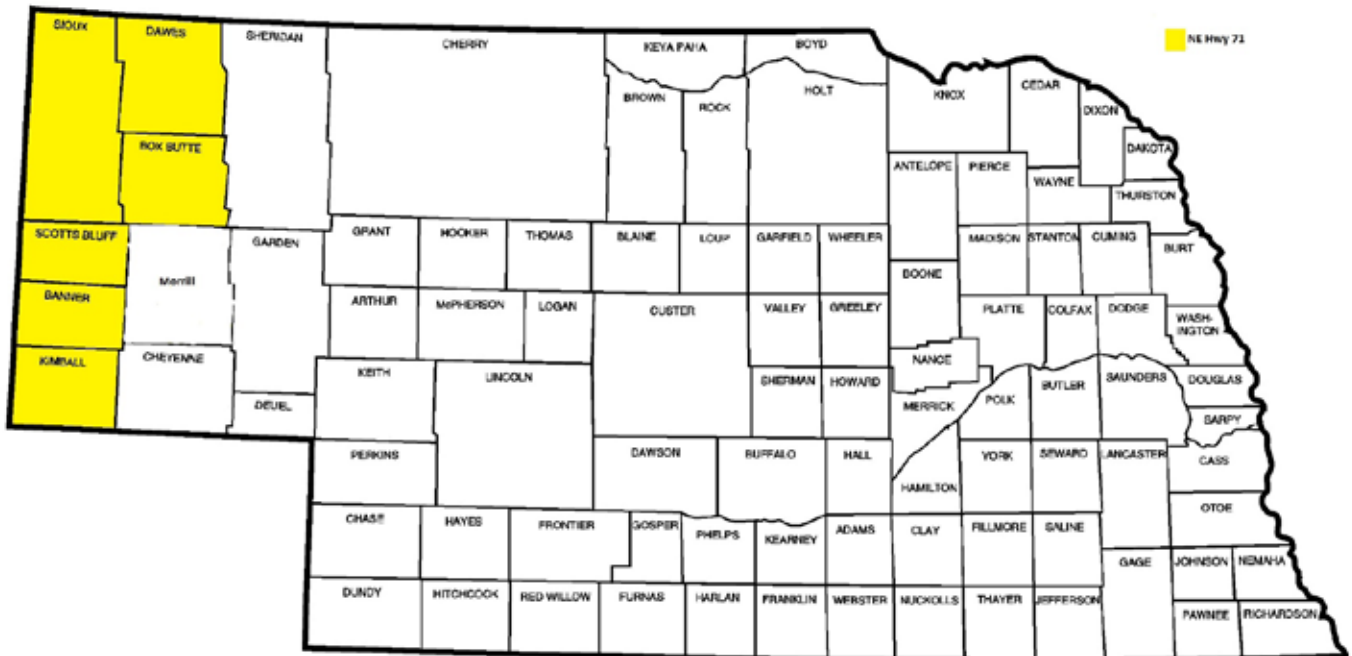 SIOUX
DAWES
SHERIDAN
CHERRY
KEYA PAHA
BOYD
NE Hwy 71
BROWN
ROCK
HOLT
KNOX
CEDAR
DIXON
DAKOTA
BOX BUTTE
ANTELOPE
PIERCE
WAYNE
THURSTON
SCOTTS BLUFF
Merrill
GARDEN
GRANT
HOOKER
THOMAS
BLAINE
LOUP
GARFIELD
WHEELER
MADISON
STANTON
CUMING
BURT
BOONE
BANNER
ARTHUR
McPHERSON
LOGAN
CUSTER
VALLEY
GREELEY
PLATTE
COLFAX
DODGE
WASH-
INGTON
KIMBALL
CHEYENNE
NANCE
KEITH
LINCOLN
SHERMAN
HOWARD
MERRICK
POLK
BUTLER
SAUNDERS
DOUGLAS
DEUEL
SARPY
PERKINS
DAWSON
BUFFALO
HALL
HAMILTON
YORK
SEWARD
LANCASTER
CASS
OTOE
CHASE
HAYES
FRONTIER
GOSPER
PHELPS
KEARNEY
ADAMS
CLAY
FILLMORE
SALINE
GAGE
JOHNSON
NEMAHA
DUNDY
HITCHCOCK
RED WILLOW
FURNAS
HARLAN
FRANKLIN
WEBSTER
NUCKOLLS
THAYER
JEFFERSON
PAWNEE
RICHARDSON